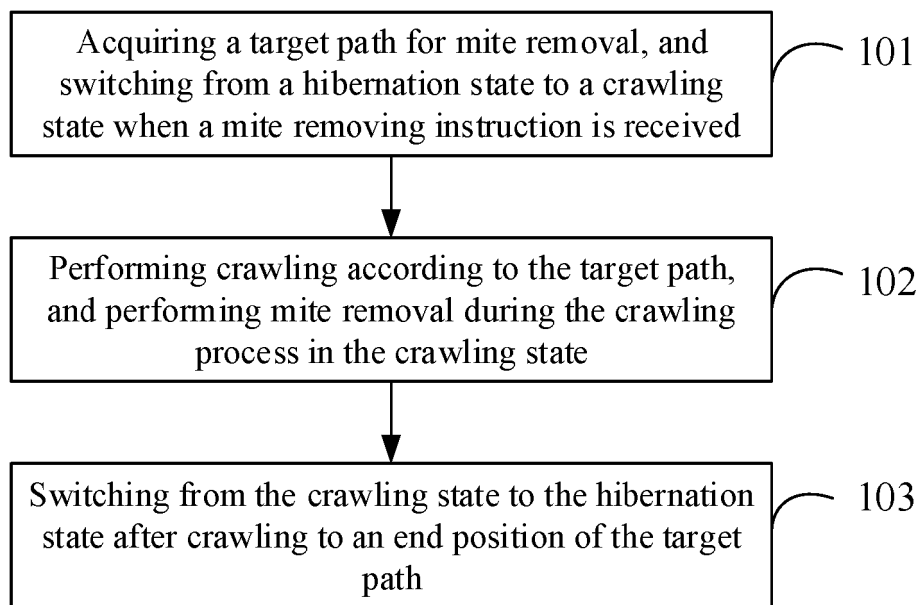 Acquiring a target path for mite removal, and
switching from a hibernation state to a crawling
state when a mite removing instruction is received
101
Performing crawling according to the target path,
and performing mite removal during the crawling
process in the crawling state
102
Switching from the crawling state to the hibernation
state after crawling to an end position of the target
path
103